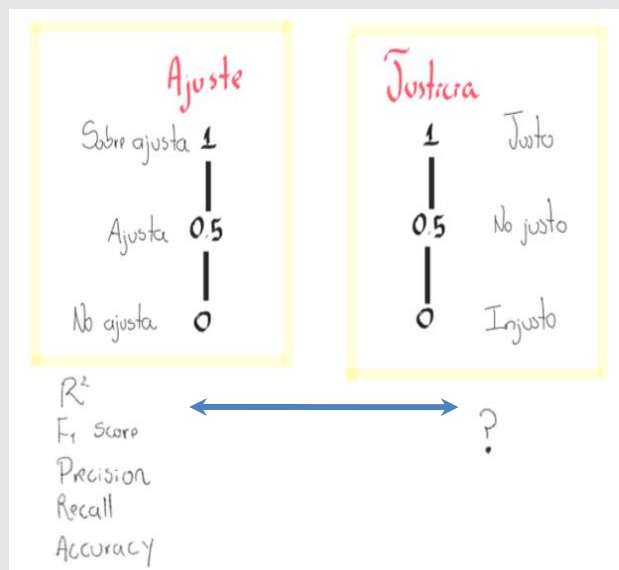 Ajuste
Sobre ajusta 1
Ajusta 0.5
No ajusta 0
R²
F₁ Score
Precision
Recall
Accuracy
Justicia
1 Justo
0.5 No justo
0 Injusto
?